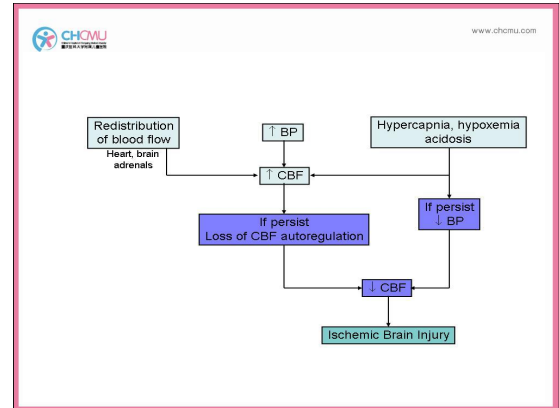 CHCMU
www.chcmu.com
Redistribution
of blood flow
Heart, brain
adrenals
↑ BP
Hypercapnia, hypoxemia
acidosis
↑ CBF
If persist
Loss of CBF autoregulation
If persist
↓ BP
↓ CBF
Ischemic Brain Injury